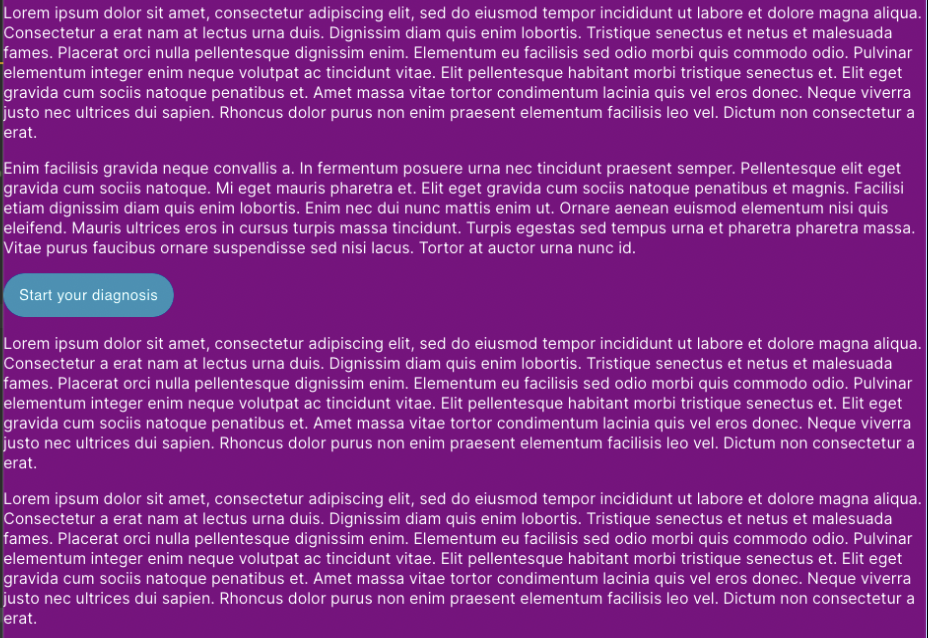 Lorem ipsum dolor sit amet, consectetur adipiscing elit, sed do eiusmod tempor incididunt ut labore et dolore magna aliqua.
Consectetur a erat nam at lectus urna duis. Dignissim diam quis enim lobortis. Tristique senectus et netus et malesuada
fames. Placerat orci nulla pellentesque dignissim enim. Elementum eu facilisis sed odio morbi quis commodo odio. Pulvinar
elementum integer enim neque volutpat ac tincidunt vitae. Elit pellentesque habitant morbi tristique senectus et. Elit eget
gravida cum sociis natoque penatibus et. Amet massa vitae tortor condimentum lacinia quis vel eros donec. Neque viverra
justo nec ultrices dui sapien. Rhoncus dolor purus non enim praesent elementum facilisis leo vel. Dictum non consectetur a
erat.
Enim facilisis gravida neque convallis a. In fermentum posuere urna nec tincidunt praesent semper. Pellentesque elit eget
gravida cum sociis natoque. Mi eget mauris pharetra et. Elit eget gravida cum sociis natoque penatibus et magnis. Facilisi
etiam dignissim diam quis enim lobortis. Enim nec dui nunc mattis enim ut. Ornare aenean euismod elementum nisi quis
eleifend. Mauris ultrices eros in cursus turpis massa tincidunt. Turpis egestas sed tempus urna et pharetra pharetra massa.
Vitae purus faucibus ornare suspendisse sed nisi lacus. Tortor at auctor urna nunc id.
Start your diagnosis
Lorem ipsum dolor sit amet, consectetur adipiscing elit, sed do eiusmod tempor incididunt ut labore et dolore magna aliqua.
Consectetur a erat nam at lectus urna duis. Dignissim diam quis enim lobortis. Tristique senectus et netus et malesuada
fames. Placerat orci nulla pellentesque dignissim enim. Elementum eu facilisis sed odio morbi quis commodo odio. Pulvinar
elementum integer enim neque volutpat ac tincidunt vitae. Elit pellentesque habitant morbi tristique senectus et. Elit eget
gravida cum sociis natoque penatibus et. Amet massa vitae tortor condimentum lacinia quis vel eros donec. Neque viverra
justo nec ultrices dui sapien. Rhoncus dolor purus non enim praesent elementum facilisis leo vel. Dictum non consectetur a
erat.
Lorem ipsum dolor sit amet, consectetur adipiscing elit, sed do eiusmod tempor incididunt ut labore et dolore magna aliqua.
Consectetur a erat nam at lectus urna duis. Dignissim diam quis enim lobortis. Tristique senectus et netus et malesuada
fames. Placerat orci nulla pellentesque dignissim enim. Elementum eu facilisis sed odio morbi quis commodo odio. Pulvinar
elementum integer enim neque volutpat ac tincidunt vitae. Elit pellentesque habitant morbi tristique senectus et. Elit eget
gravida cum sociis natoque penatibus et. Amet massa vitae tortor condimentum lacinia quis vel eros donec. Neque viverra
justo nec ultrices dui sapien. Rhoncus dolor purus non enim praesent elementum facilisis leo vel. Dictum non consectetur a
erat.